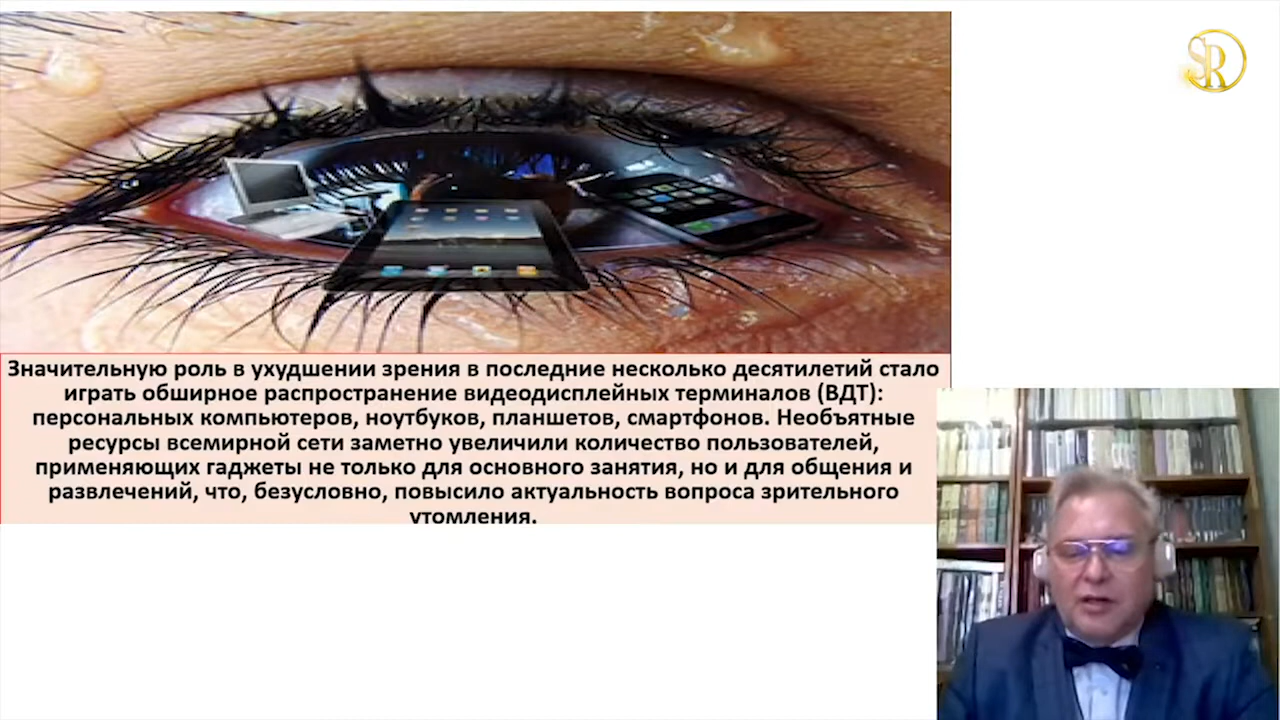 SR
Значительную роль в ухудшении зрения в последние несколько десятилетий стало
играть обширное распространение видеодисплейных терминалов (ВДТ):
персональных компьютеров, ноутбуков, планшетов, смартфонов. Необъятные
ресурсы всемирной сети заметно увеличили количество пользователей,
применяющих гаджеты не только для основного занятия, но и для общения и
развлечений, что, безусловно, повысило актуальность вопроса зрительного
утомления.